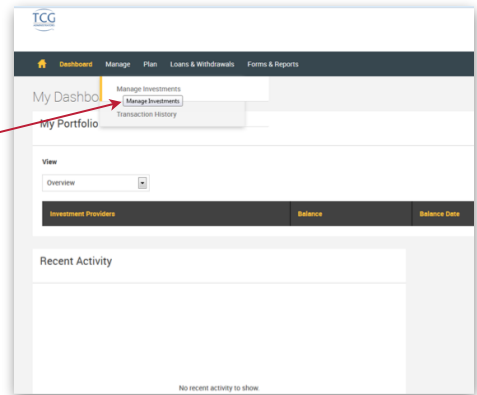 TCG
Dashboard Manage Plan Loans & Withdrawals Forms & Reports
Manage Investments
My Dashbo
Manage Investments
Transaction History
My Portfolio
View
Overview
Investment Providers Balance Balance Date
Recent Activity
No recent activity to show.